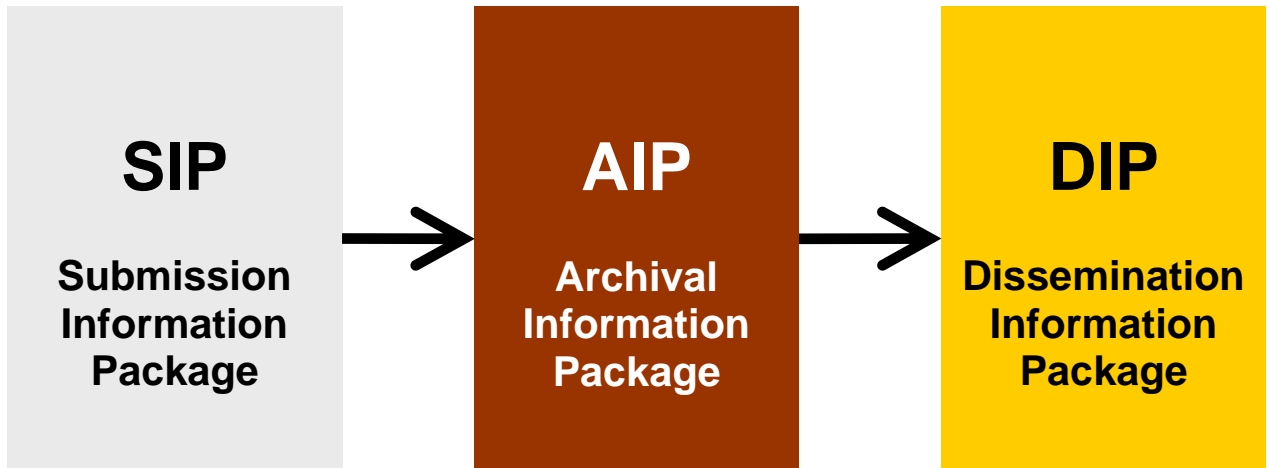 SIP
Submission
Information
Package
AIP
Archival
Information
Package
DIP
Dissemination
Information
Package